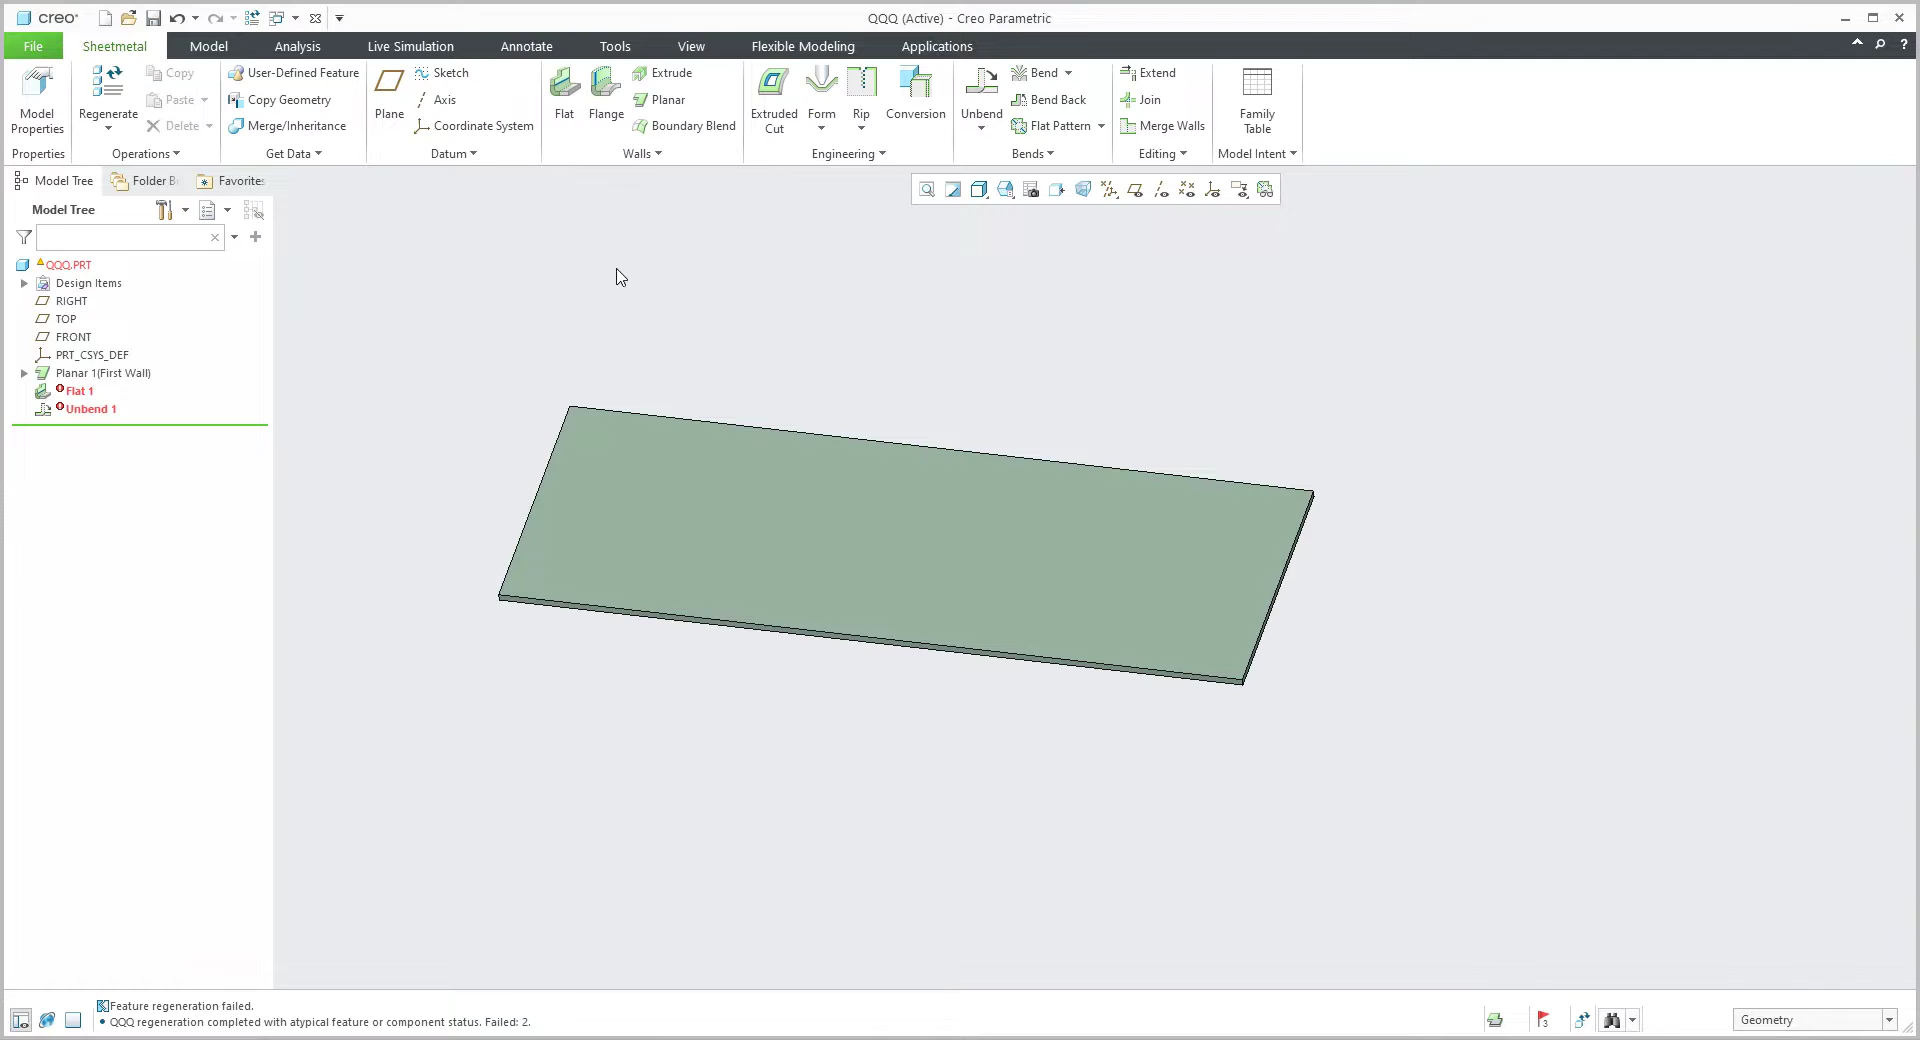 creo QQQ (Active) - Creo Parametric
File Sheetmetal Model Analysis Live Simulation Annotate Tools View Flexible Modeling Applications
Model Properties
Properties
Regenerate
Copy
Paste
Delete
Operations
User-Defined Feature
Copy Geometry
Merge/Inheritance
Get Data
Plane
Sketch
Axis
Coordinate System
Datum
Flat
Flange
Extrude
Planar
Boundary Blend
Walls
Extruded Cut
Form
Rip
Conversion
Engineering
Unbend
Bend
Bend Back
Flat Pattern
Bends
Extend
Join
Merge Walls
Editing
Family Table
Model Intent
Model Tree Folder B Favorites
Model Tree
QQQ.PRT
Design Items
RIGHT
TOP
FRONT
PRT_CSYS_DEF
Planar 1(First Wall)
Flat 1
Unbend 1
Feature regeneration failed.
• QQQ regeneration completed with atypical feature or component status. Failed: 2.
3
Geometry